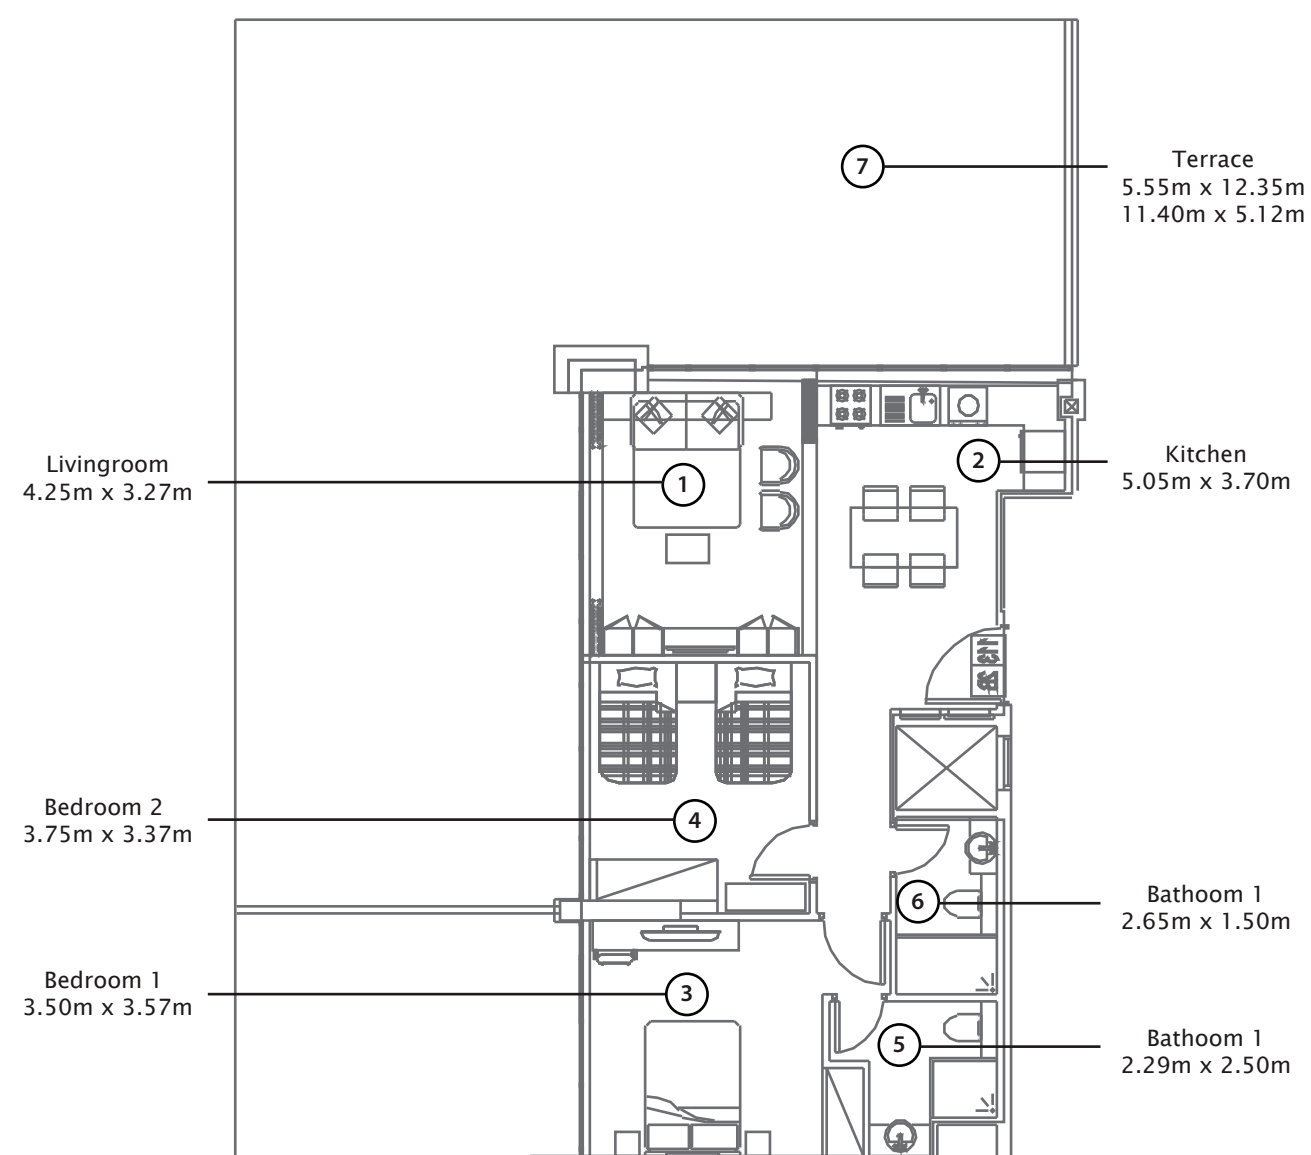 7
Terrace
5.55m x 12.35m
11.40m x 5.12m
Livingroom
4.25m x 3.27m
1
2
Kitchen
5.05m x 3.70m
Bedroom 2
3.75m x 3.37m
4
6
Bathoom 1
2.65m x 1.50m
Bedroom 1
3.50m x 3.57m
3
5
Bathoom 1
2.29m x 2.50m